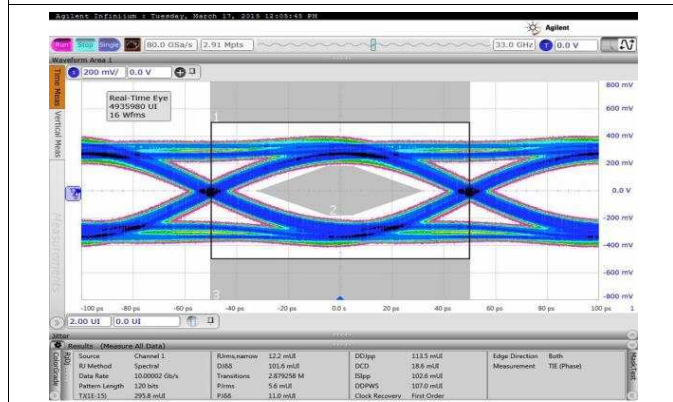 Agilent Infiniium : Tuesday, March 17, 2015 12:05:45 PM
Agilent
Run Stop Single 80.0 GSa/s 2.91 Mpts 33.0 GHz T 0.0 V
Waveform Area 1
200 mV/ 0.0 V
Time Meas
Vertical Meas
Measurements
Real-Time Eye
4935980 UI
16 Wfms
1
2
3
800 mV
600 mV
400 mV
200 mV
0.0 V
-200 mV
-400 mV
-600 mV
-800 mV
-100 ps -80 ps -60 ps -40 ps -20 ps 0.0 s 20 ps 40 ps 60 ps 80 ps 100 ps 1
2.00 UI 0.0 UI
Jitter
Results (Measure All Data)
Source Channel 1 RJrms,narrow 12.2 mUI DDJpp 113.5 mUI Edge Direction Both
RJ Method Spectral DJδδ 101.6 mUI DCD 18.6 mUI Measurement TIE (Phase)
Data Rate 10.00002 Gb/s Transitions 2.879258 M ISIpp 102.6 mUI
Pattern Length 120 bits PJrms 5.6 mUI DDPWS 107.0 mUI
TJ(1E-15) 295.8 mUI PJδδ 11.0 mUI Clock Recovery First Order
ColorGrade
MaskTest